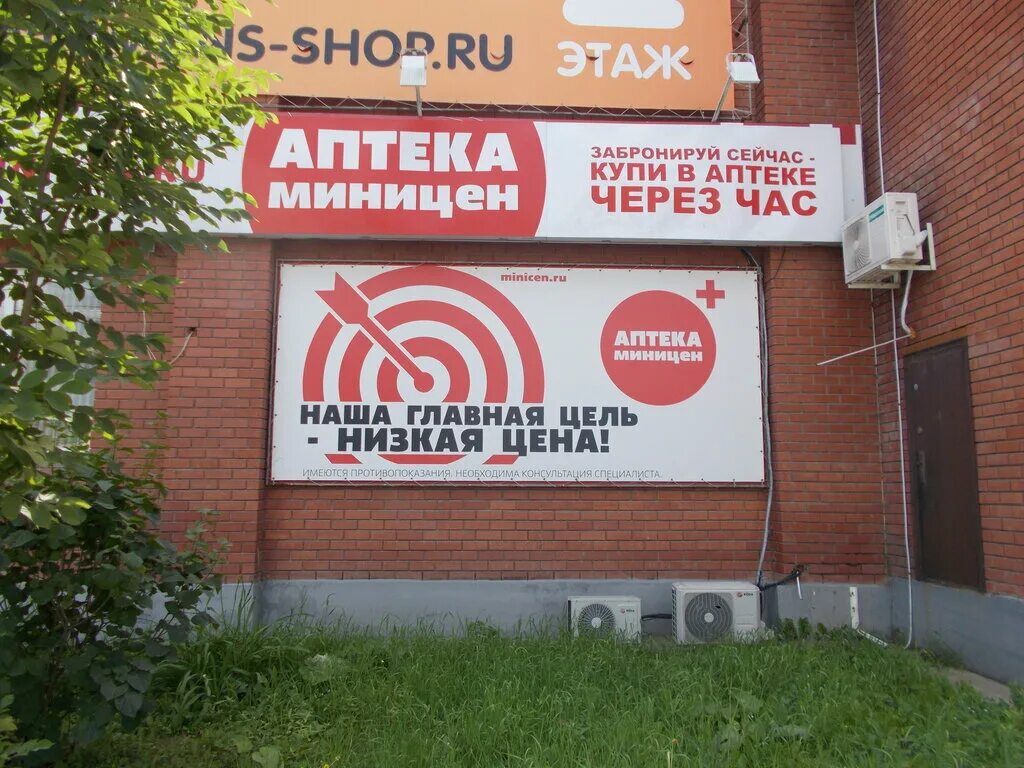 NS-SHOP.RU
ЭТАЖ
АПТЕКА
МИНИЦЕН
ЗАБРОНИРУЙ СЕЙЧАС -
КУПИ В АПТЕКЕ
ЧЕРЕЗ ЧАС
minicen.ru
АПТЕКА
МИНИЦЕН
НАША ГЛАВНАЯ ЦЕЛЬ
- НИЗКАЯ ЦЕНА!
ИМЕЮТСЯ ПРОТИВОПОКАЗАНИЯ. НЕОБХОДИМА КОНСУЛЬТАЦИЯ СПЕЦИАЛИСТА.